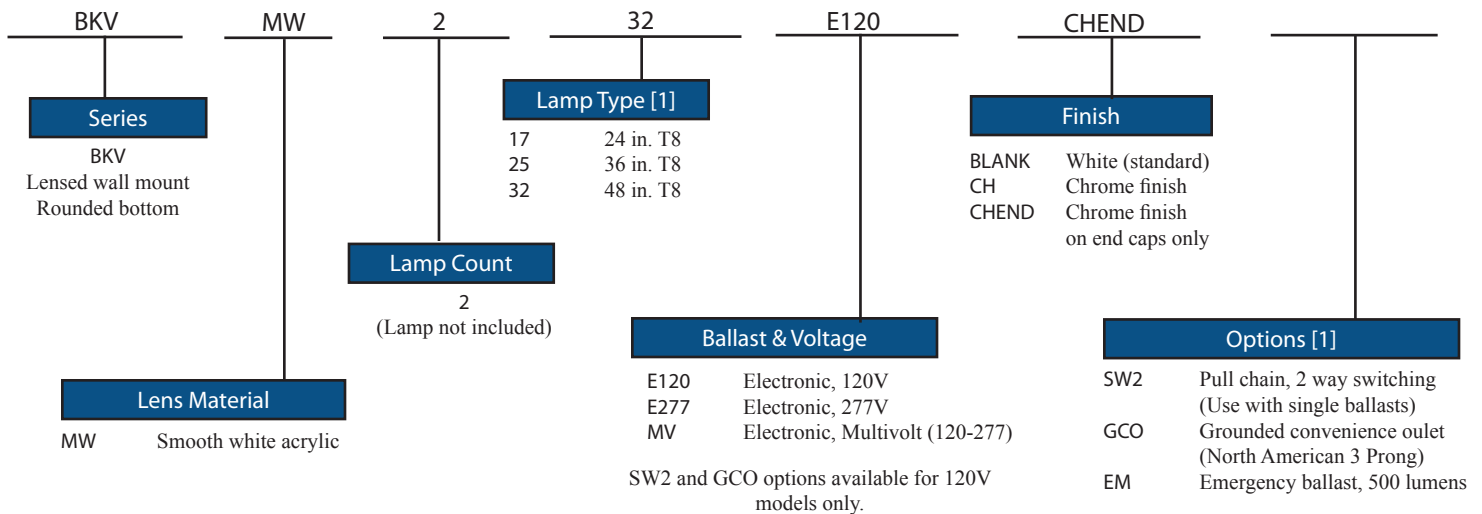 BKV MW 2 32 E120 CHEND
Series
BKV
Lensed wall mount
Rounded bottom
Lens Material
MW Smooth white acrylic
Lamp Count
2
(Lamp not included)
Lamp Type [1]
17 24 in. T8
25 36 in. T8
32 48 in. T8
Ballast & Voltage
E120 Electronic, 120V
E277 Electronic, 277V
MV Electronic, Multivolt (120-277)
SW2 and GCO options available for 120V
models only.
Finish
BLANK White (standard)
CH Chrome finish
CHEND Chrome finish
on end caps only
Options [1]
SW2 Pull chain, 2 way switching
(Use with single ballasts)
GCO Grounded convenience oulet
(North American 3 Prong)
EM Emergency ballast, 500 lumens